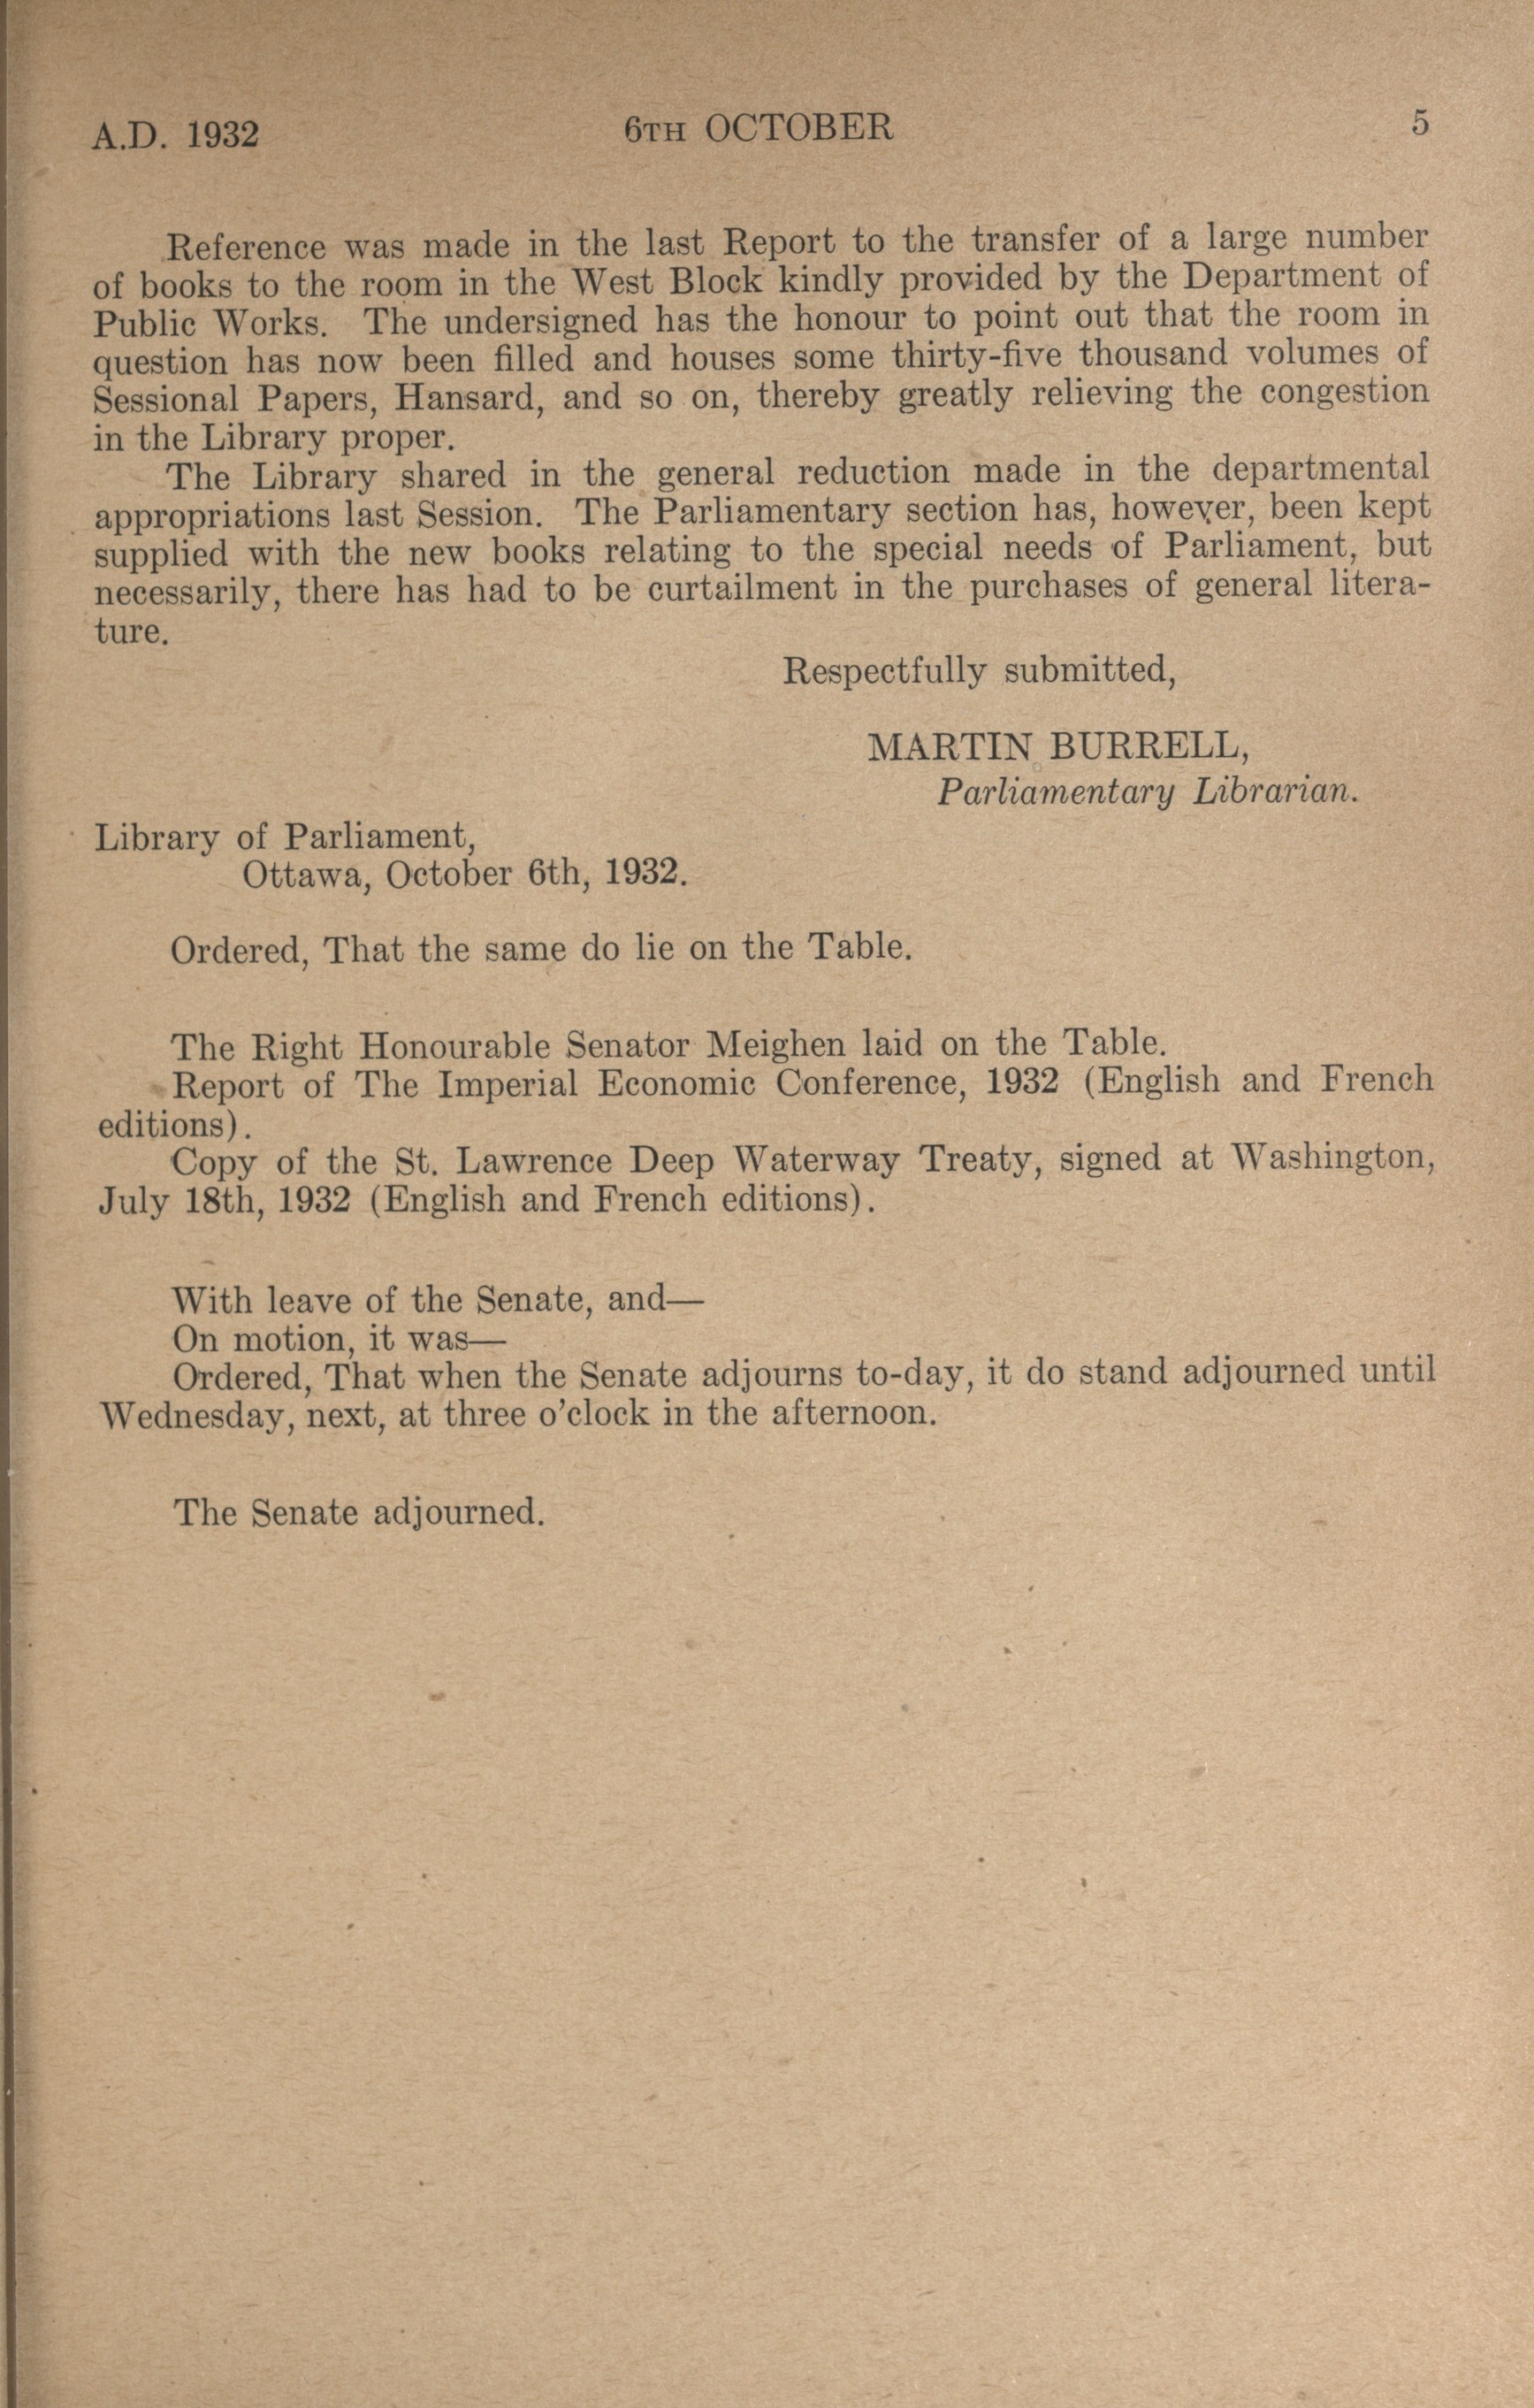 A.D. 1932 6TH OCTOBER 5
Reference was made in the last Report to the transfer of a large number
of books to the room in the West Block kindly provided by the Department of
Public Works. The undersigned has the honour to point out that the room in
question has now been filled and houses some thirty-five thousand volumes of
Sessional Papers, Hansard, and so on, thereby greatly relieving the congestion
in the Library proper.
The Library shared in the general reduction made in the departmental
appropriations last Session. The Parliamentary section has, however, been kept
supplied with the new books relating to the special needs of Parliament, but
necessarily, there has had to be curtailment in the purchases of general litera-
ture.
Respectfully submitted,
MARTIN BURRELL,
Parliamentary Librarian.
Library of Parliament,
Ottawa, October 6th, 1932.
Ordered, That the same do lie on the Table.
The Right Honourable Senator Meighen laid on the Table.
Report of The Imperial Economic Conference, 1932 (English and French
editions).
Copy of the St. Lawrence Deep Waterway Treaty, signed at Washington,
July 18th, 1932 (English and French editions).
With leave of the Senate, and—
On motion, it was—
Ordered, That when the Senate adjourns to-day, it do stand adjourned until
Wednesday, next, at three o'clock in the afternoon.
The Senate adjourned.